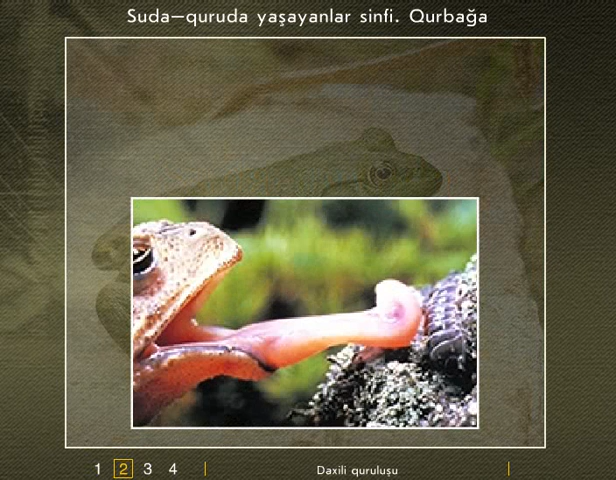 Suda—quruda yaşayanlar sinfi. Qurbağa
1 2 3 4 | Daxili quruluşu |